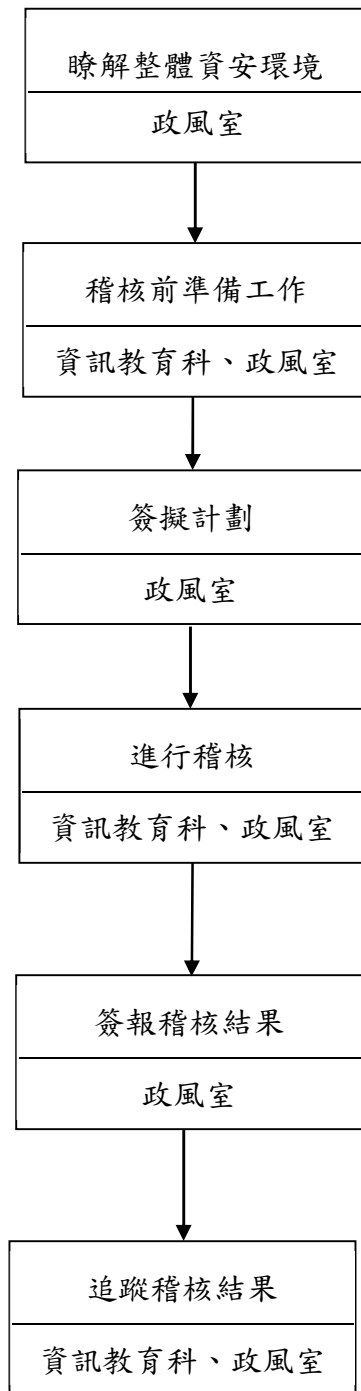 瞭解整體資安環境
政風室
稽核前準備工作
資訊教育科、政風室
簽擬計劃
政風室
進行稽核
資訊教育科、政風室
簽報稽核結果
政風室
追蹤稽核結果
資訊教育科、政風室